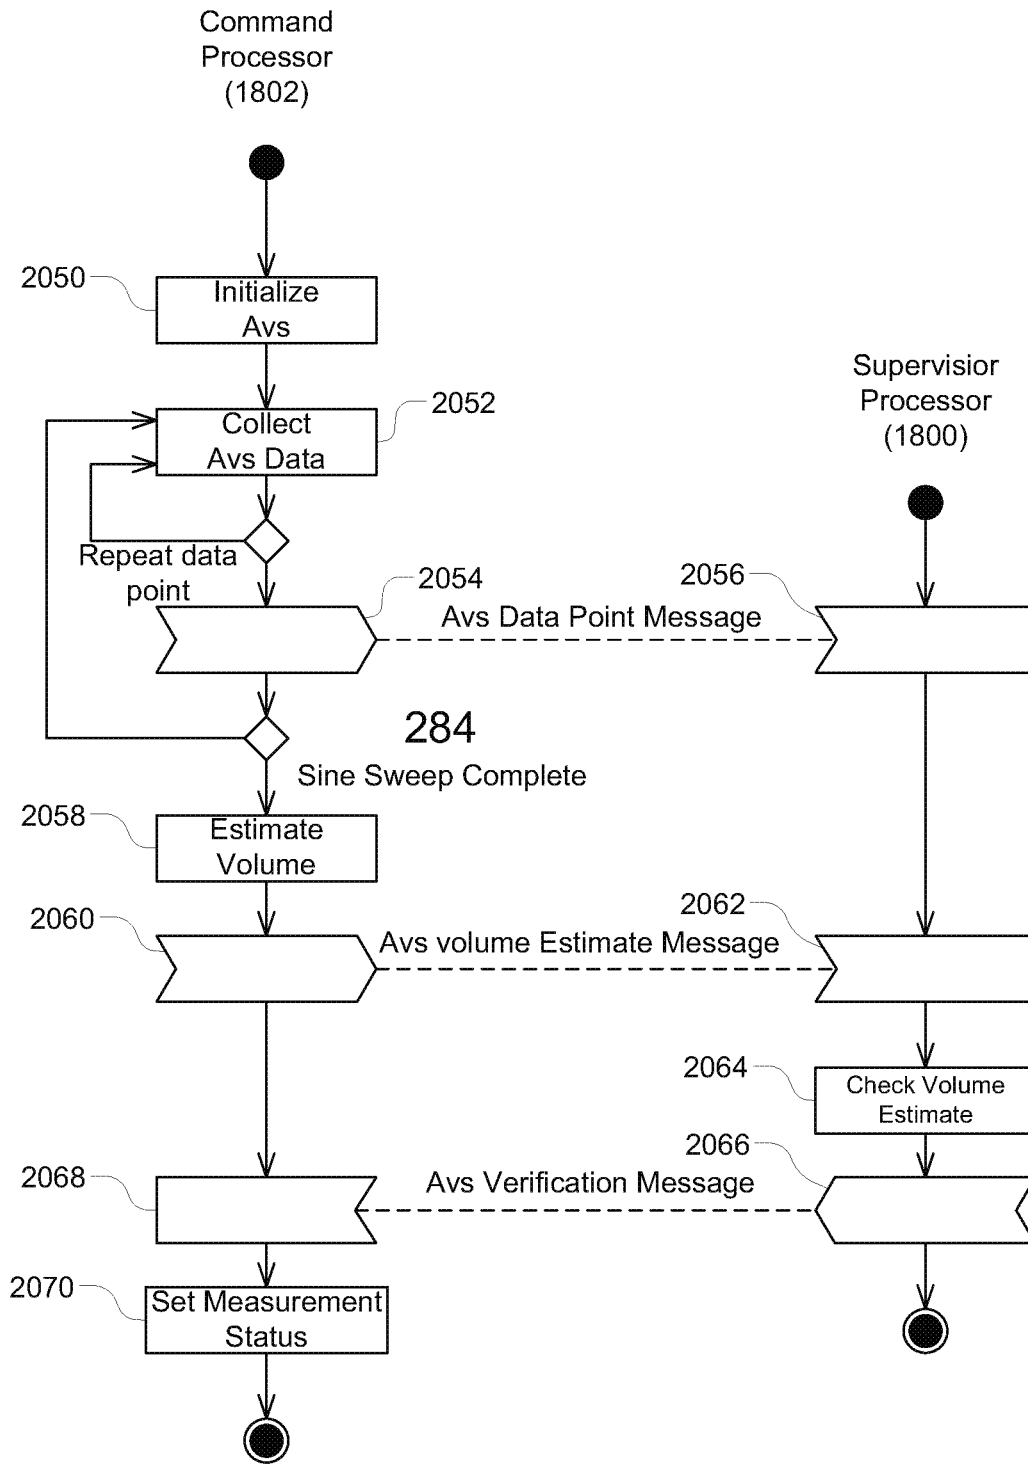 Command
Processor
(1802)
2050
Initialize
Avs
Supervisior
Processor
(1800)
2052
Collect
Avs Data
Repeat data
point
2054
2056
Avs Data Point Message
284
Sine Sweep Complete
2058
Estimate
Volume
2060
2062
Avs volume Estimate Message
2064
Check Volume
Estimate
2066
2068
Avs Verification Message
2070
Set Measurement
Status